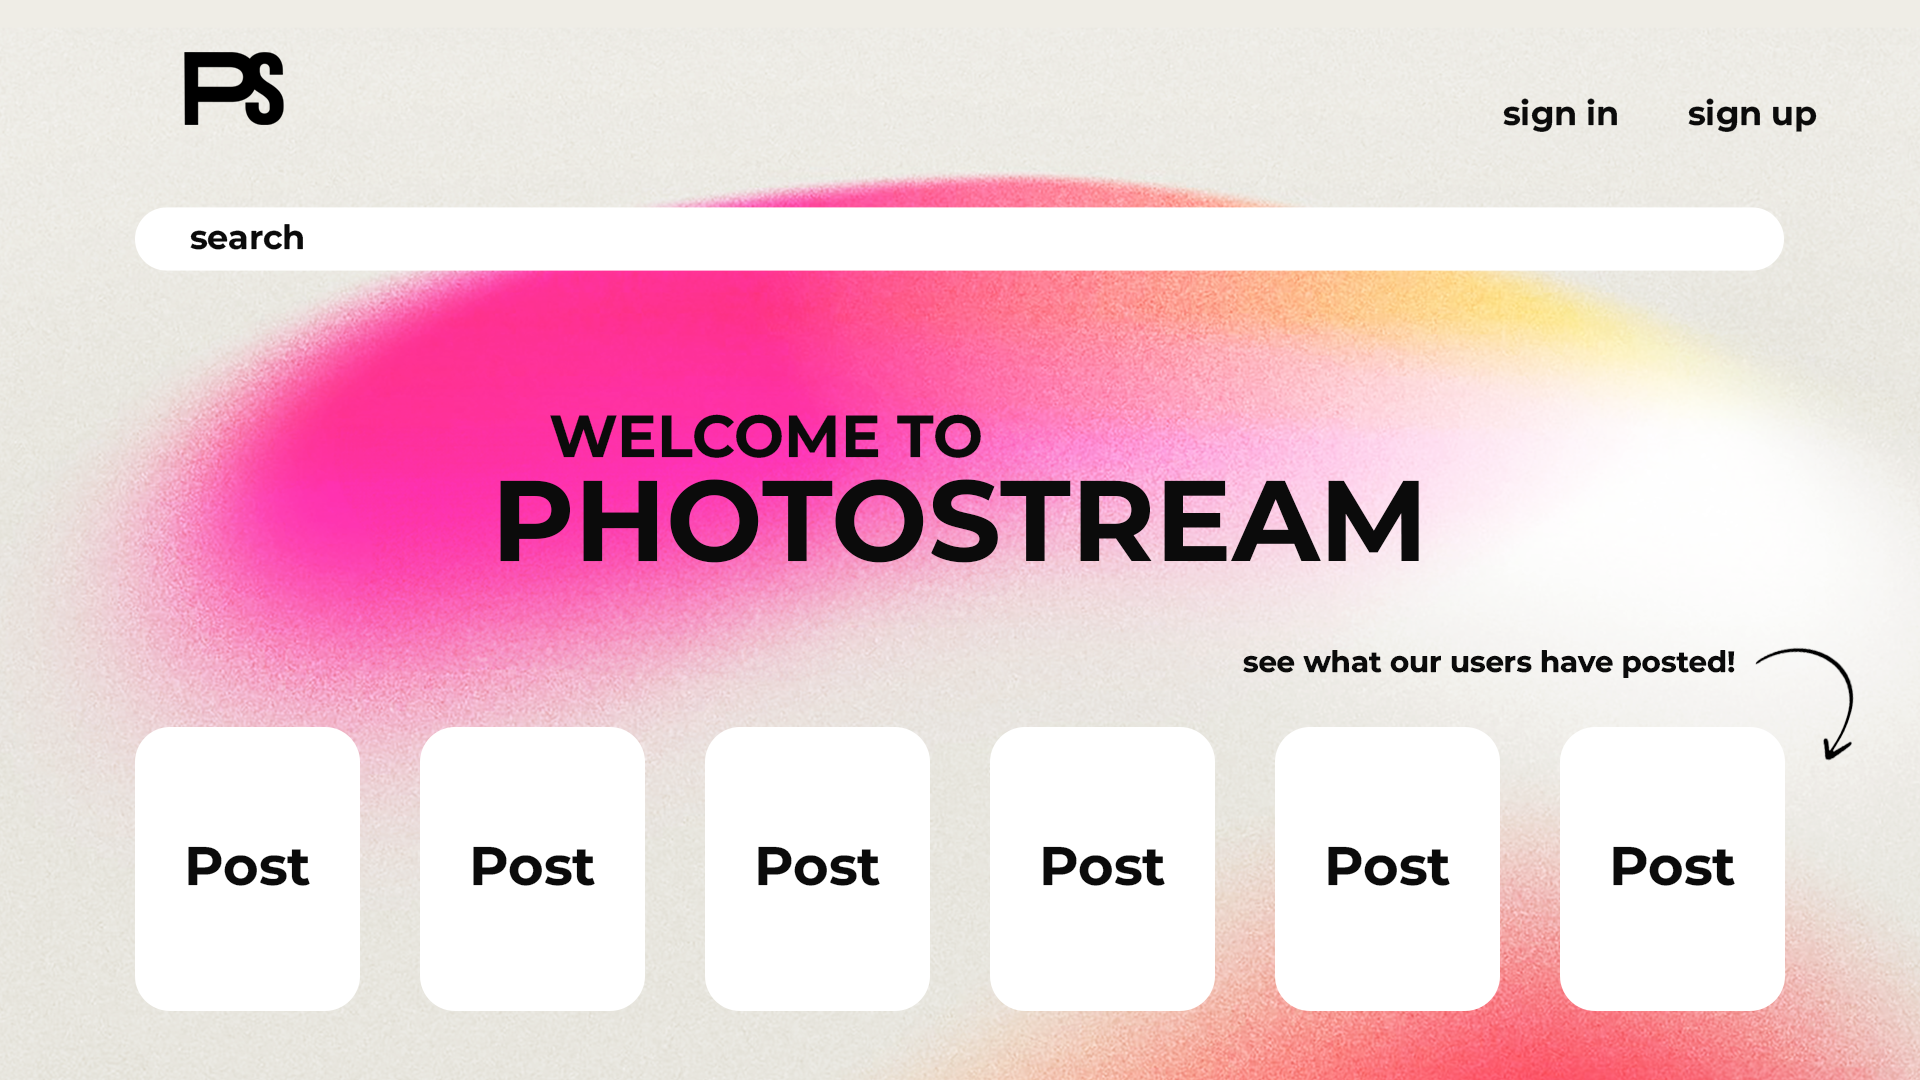 PS
sign in
sign up
search
WELCOME TO
PHOTOSTREAM
see what our users have posted!
Post
Post
Post
Post
Post
Post